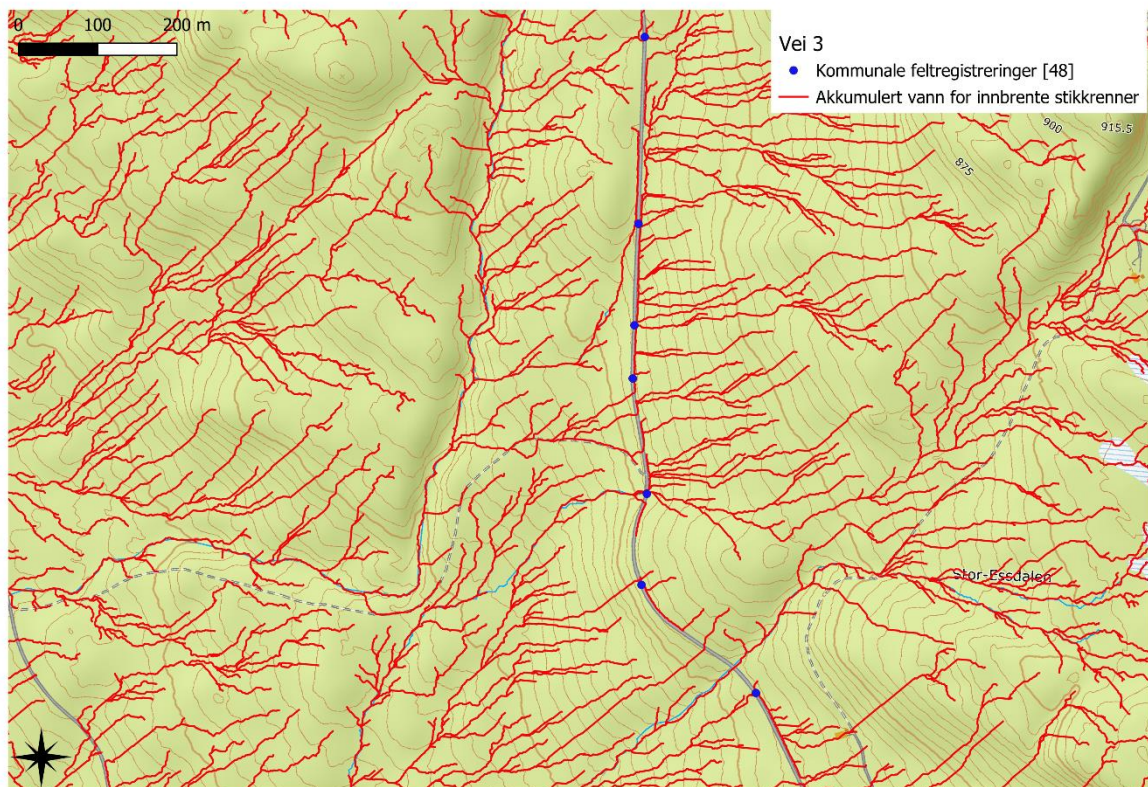 0 100 200 m
Vei 3
Kommunale feltregistreringer [48]
Akkumulert vann for innbrente stikkrenner
900
915.5
875
Stor-Essdalen